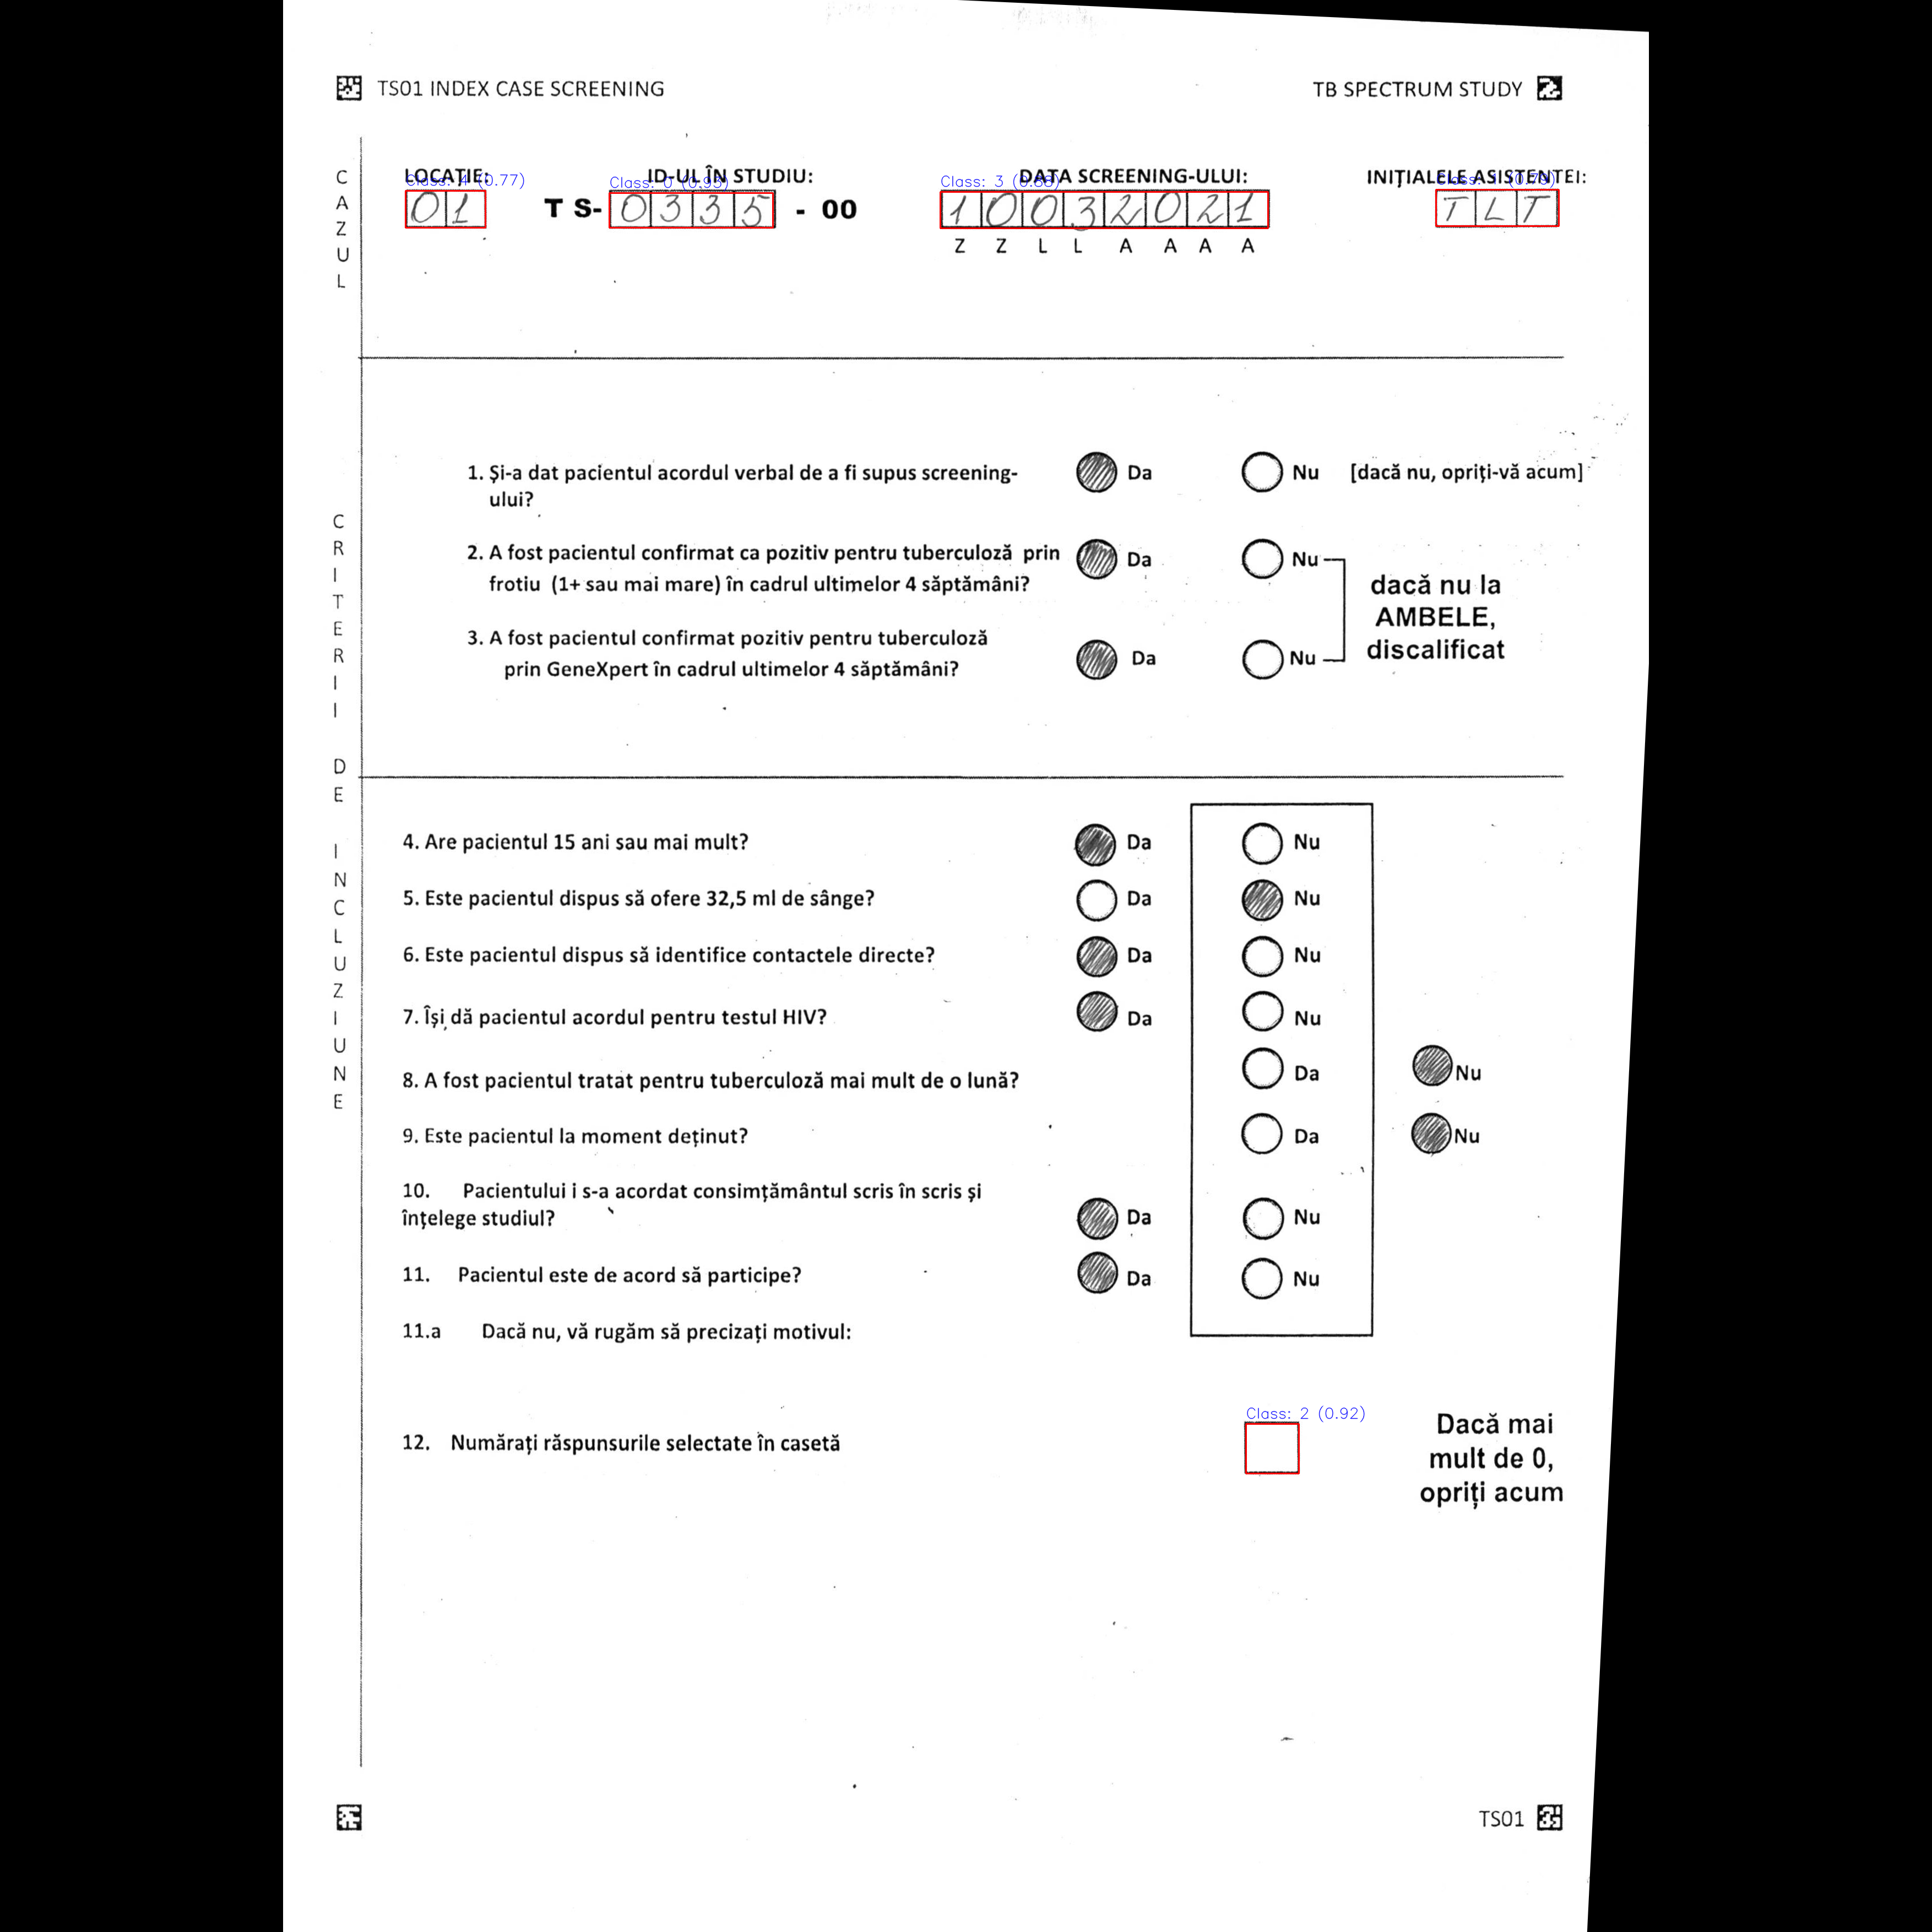 TS01 INDEX CASE SCREENING TB SPECTRUM STUDY
CAZUL
LOCAȚIE: ID-UL ÎN STUDIU: DATA SCREENING-ULUI: INIȚIALELE ASISTENTEI:
Class: 4 (0.77) Class: 0 (0.95) Class: 3
01 TS- 0335 - 00 10032021 TLT
Z Z L L A A A A
CRITERII DE INCLUZIUNE
1. Și-a dat pacientul acordul verbal de a fi supus screening- Da Nu [dacă nu, opriți-vă acum]
ului?
2. A fost pacientul confirmat ca pozitiv pentru tuberculoză prin Da Nu
frotiu (1+ sau mai mare) în cadrul ultimelor 4 săptămâni?
dacă nu la
AMBELE,
discalificat
3. A fost pacientul confirmat pozitiv pentru tuberculoză
prin GeneXpert în cadrul ultimelor 4 săptămâni? Da Nu
4. Are pacientul 15 ani sau mai mult? Da Nu
5. Este pacientul dispus să ofere 32,5 ml de sânge? Da Nu
6. Este pacientul dispus să identifice contactele directe? Da Nu
7. Își dă pacientul acordul pentru testul HIV? Da Nu
8. A fost pacientul tratat pentru tuberculoză mai mult de o lună? Da Nu
9. Este pacientul la moment deținut? Da Nu
10. Pacientului i s-a acordat consimțământul scris în scris și
înțelege studiul? Da Nu
11. Pacientul este de acord să participe? Da Nu
11.a Dacă nu, vă rugăm să precizați motivul:
Class: 2 (0.92)
12. Numărați răspunsurile selectate în casetă
Dacă mai
mult de 0,
opriți acum
TS01